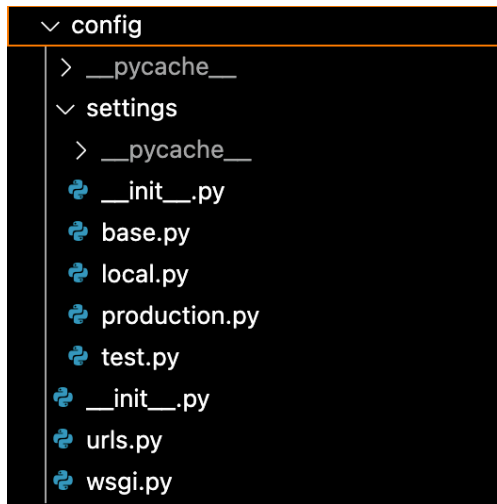 config
__pycache__
settings
__pycache__
__init__.py
base.py
local.py
production.py
test.py
__init__.py
urls.py
wsgi.py